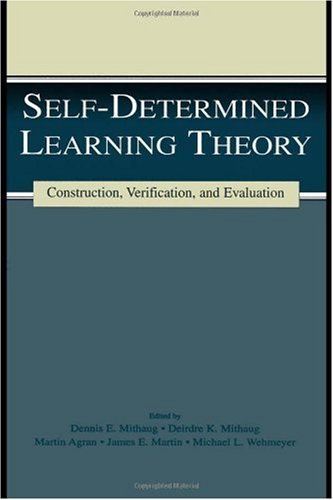 SELF-DETERMINED
LEARNING THEORY
Construction, Verification, and Evaluation
Edited by
Dennis E. Mithaug • Deirdre K. Mithaug
Martin Agran • James E. Martin • Michael L. Wehmeyer